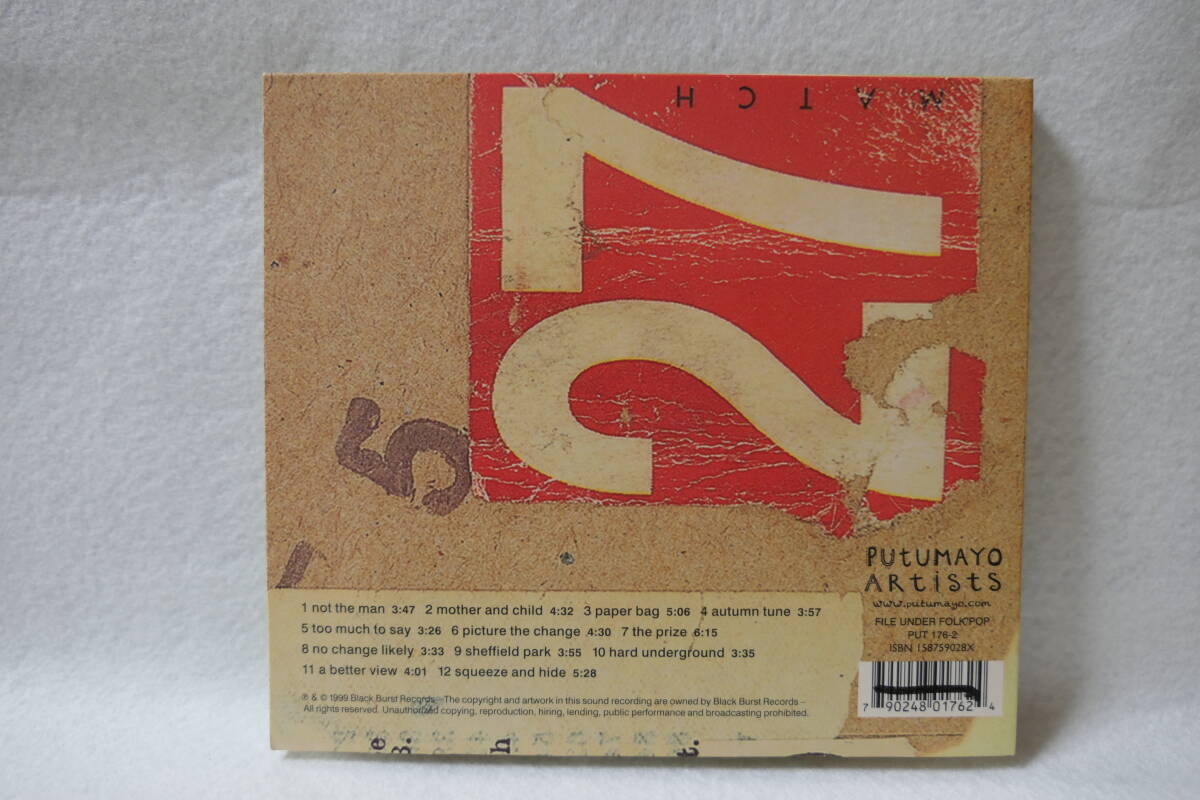 MATCH
27
5
PUTUMAYO
ARTISTS
www.putumayo.com
FILE UNDER FOLK/POP
PUT 176-2
ISBN 158759028X
7 90248 01762 4
1 not the man 3:47 2 mother and child 4:32 3 paper bag 5:06 4 autumn tune 3:57
5 too much to say 3:26 6 picture the change 4:30 7 the prize 6:15
8 no change likely 3:33 9 sheffield park 3:55 10 hard underground 3:35
11 a better view 4:01 12 squeeze and hide 5:28
℗ & © 1999 Black Burst Records – The copyright and artwork in this sound recording are owned by Black Burst Records –
All rights reserved. Unauthorized copying, reproduction, hiring, lending, public performance and broadcasting prohibited.
e
3.
h
t.